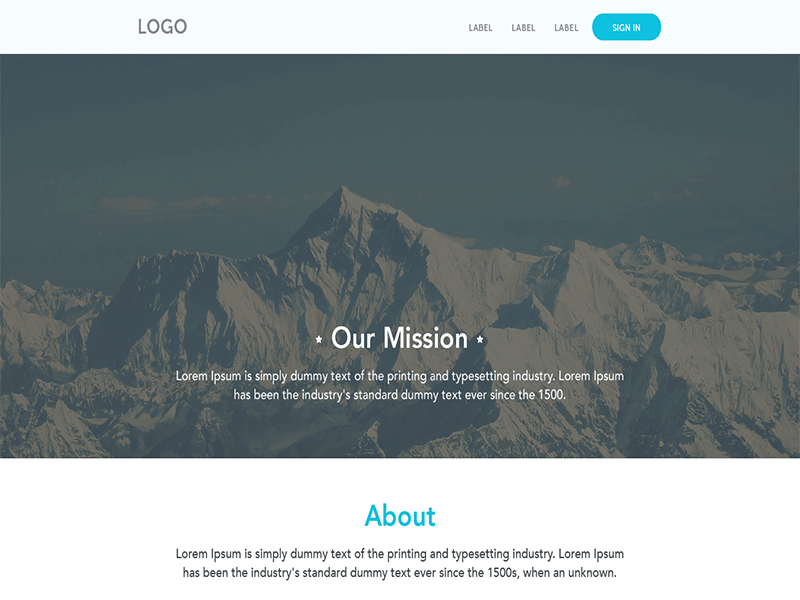 LOGO
LABEL LABEL LABEL SIGN IN
Our Mission
Lorem Ipsum is simply dummy text of the printing and typesetting industry. Lorem Ipsum
has been the industry's standard dummy text ever since the 1500.
About
Lorem Ipsum is simply dummy text of the printing and typesetting industry. Lorem Ipsum
has been the industry's standard dummy text ever since the 1500s, when an unknown.